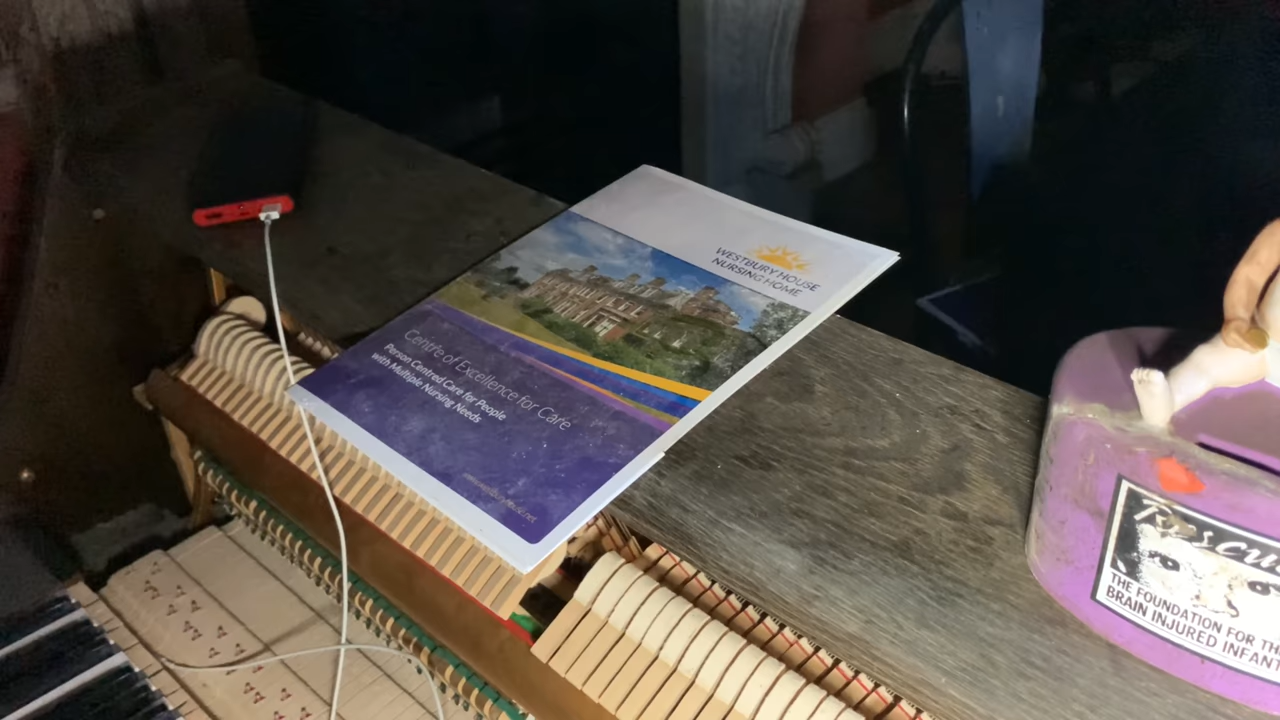 WESTBURY HOUSE
NURSING HOME
Centre of Excellence for Care
Person Centred Care for People
with Multiple Nursing Needs
Rescue
THE FOUNDATION FOR THE
BRAIN INJURED INFANT